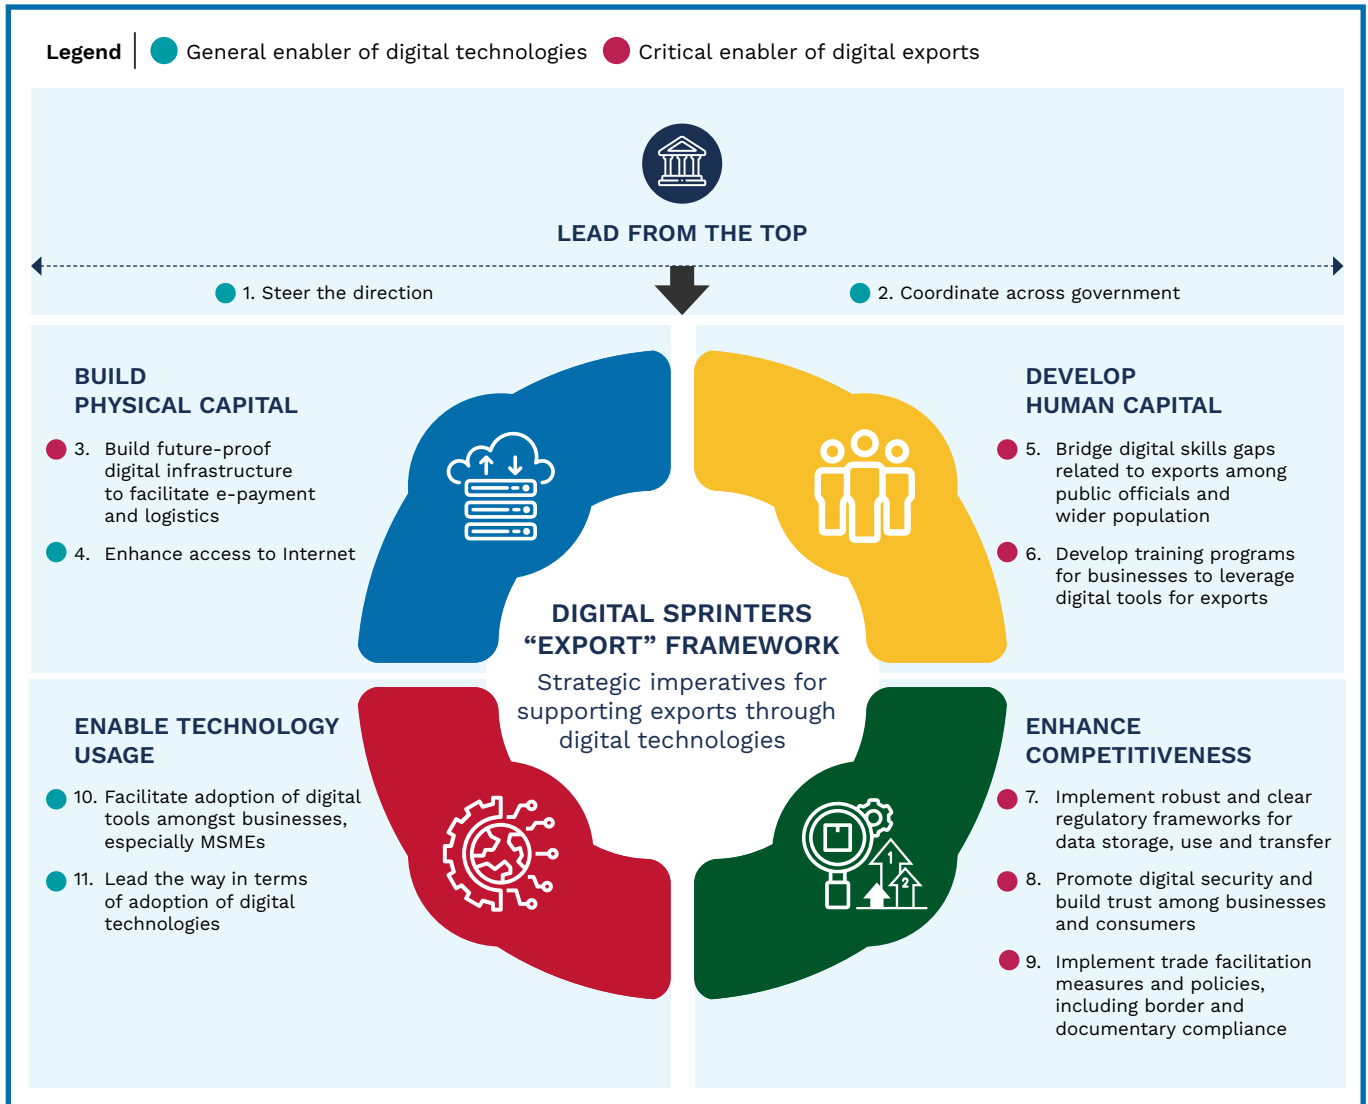 Legend
General enabler of digital technologies
Critical enabler of digital exports
LEAD FROM THE TOP
1. Steer the direction
2. Coordinate across government
BUILD
PHYSICAL CAPITAL
3. Build future-proof
digital infrastructure
to facilitate e-payment
and logistics
4. Enhance access to Internet
DEVELOP
HUMAN CAPITAL
5. Bridge digital skills gaps
related to exports among
public officials and
wider population
6. Develop training programs
for businesses to leverage
digital tools for exports
DIGITAL SPRINTERS
“EXPORT” FRAMEWORK
Strategic imperatives for
supporting exports through
digital technologies
ENABLE TECHNOLOGY
USAGE
10. Facilitate adoption of digital
tools amongst businesses,
especially MSMEs
11. Lead the way in terms
of adoption of digital
technologies
1
2
ENHANCE
COMPETITIVENESS
7. Implement robust and clear
regulatory frameworks for
data storage, use and transfer
8. Promote digital security and
build trust among businesses
and consumers
9. Implement trade facilitation
measures and policies,
including border and
documentary compliance